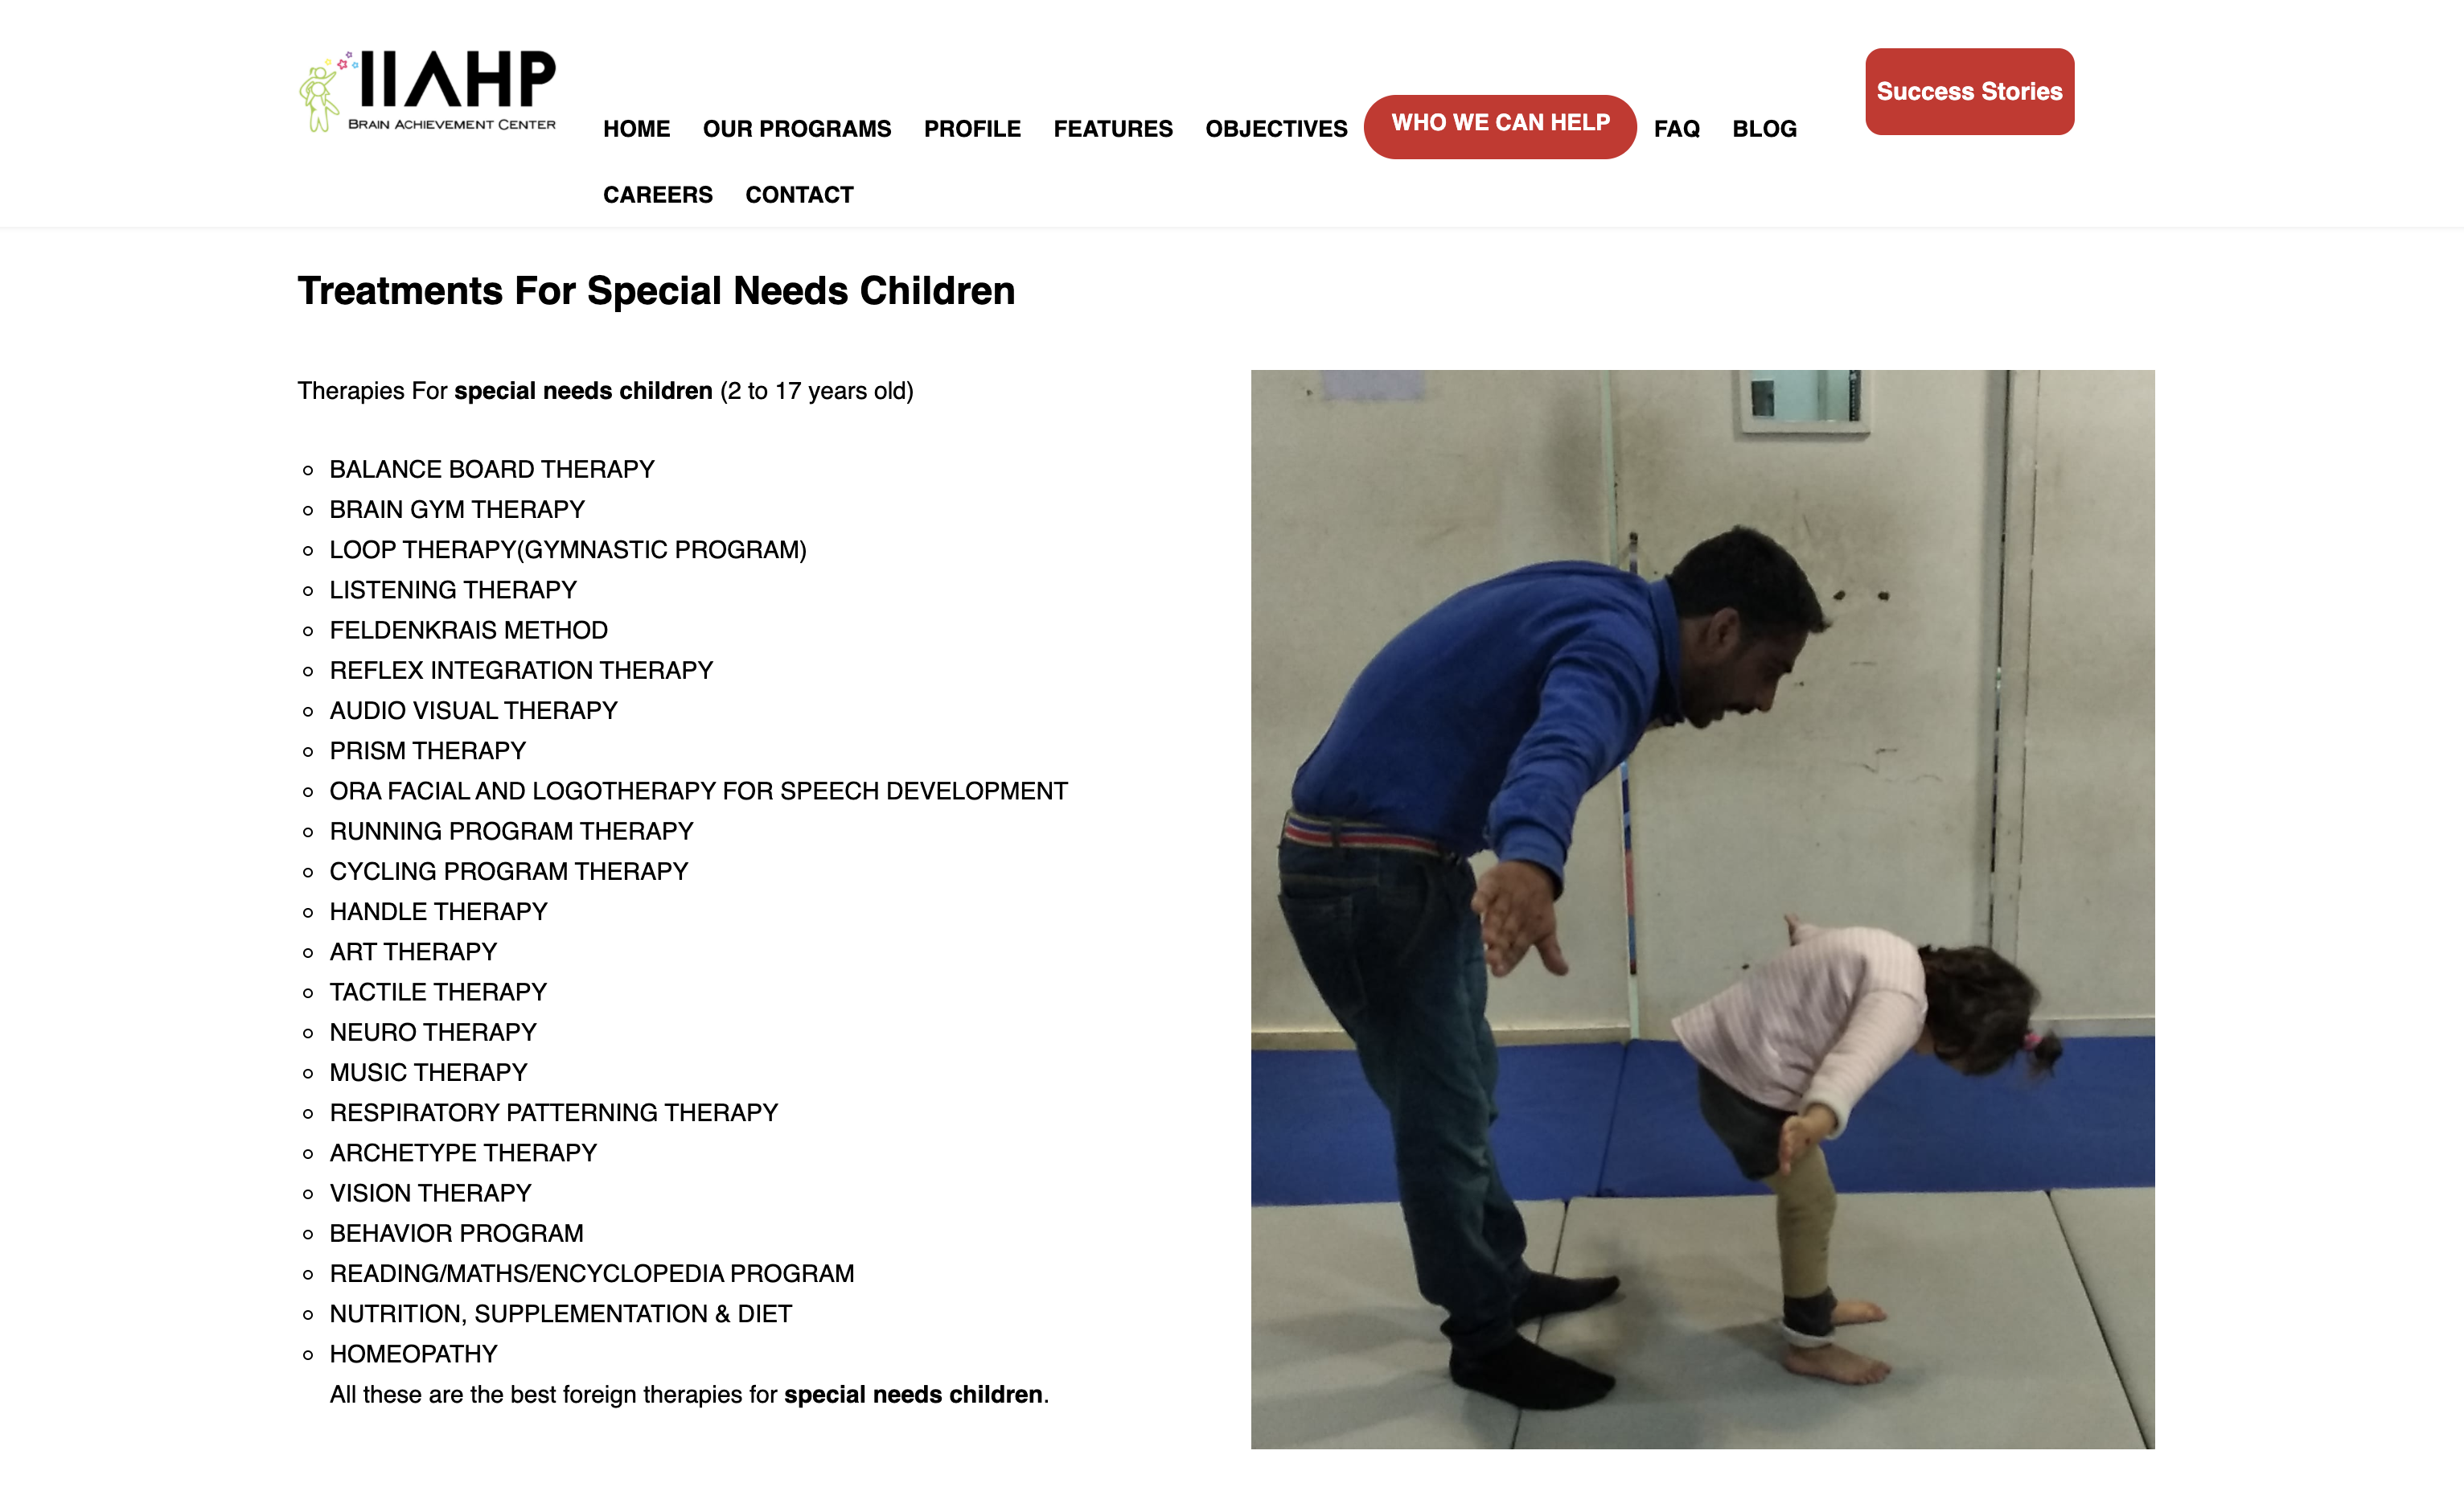 IIAHP
BRAIN ACHIEVEMENT CENTER
HOME OUR PROGRAMS PROFILE FEATURES OBJECTIVES WHO WE CAN HELP FAQ BLOG
CAREERS CONTACT
Success Stories
Treatments For Special Needs Children
Therapies For special needs children (2 to 17 years old)
BALANCE BOARD THERAPY
BRAIN GYM THERAPY
LOOP THERAPY(GYMNASTIC PROGRAM)
LISTENING THERAPY
FELDENKRAIS METHOD
REFLEX INTEGRATION THERAPY
AUDIO VISUAL THERAPY
PRISM THERAPY
ORA FACIAL AND LOGOTHERAPY FOR SPEECH DEVELOPMENT
RUNNING PROGRAM THERAPY
CYCLING PROGRAM THERAPY
HANDLE THERAPY
ART THERAPY
TACTILE THERAPY
NEURO THERAPY
MUSIC THERAPY
RESPIRATORY PATTERNING THERAPY
ARCHETYPE THERAPY
VISION THERAPY
BEHAVIOR PROGRAM
READING/MATHS/ENCYCLOPEDIA PROGRAM
NUTRITION, SUPPLEMENTATION & DIET
HOMEOPATHY
All these are the best foreign therapies for special needs children.